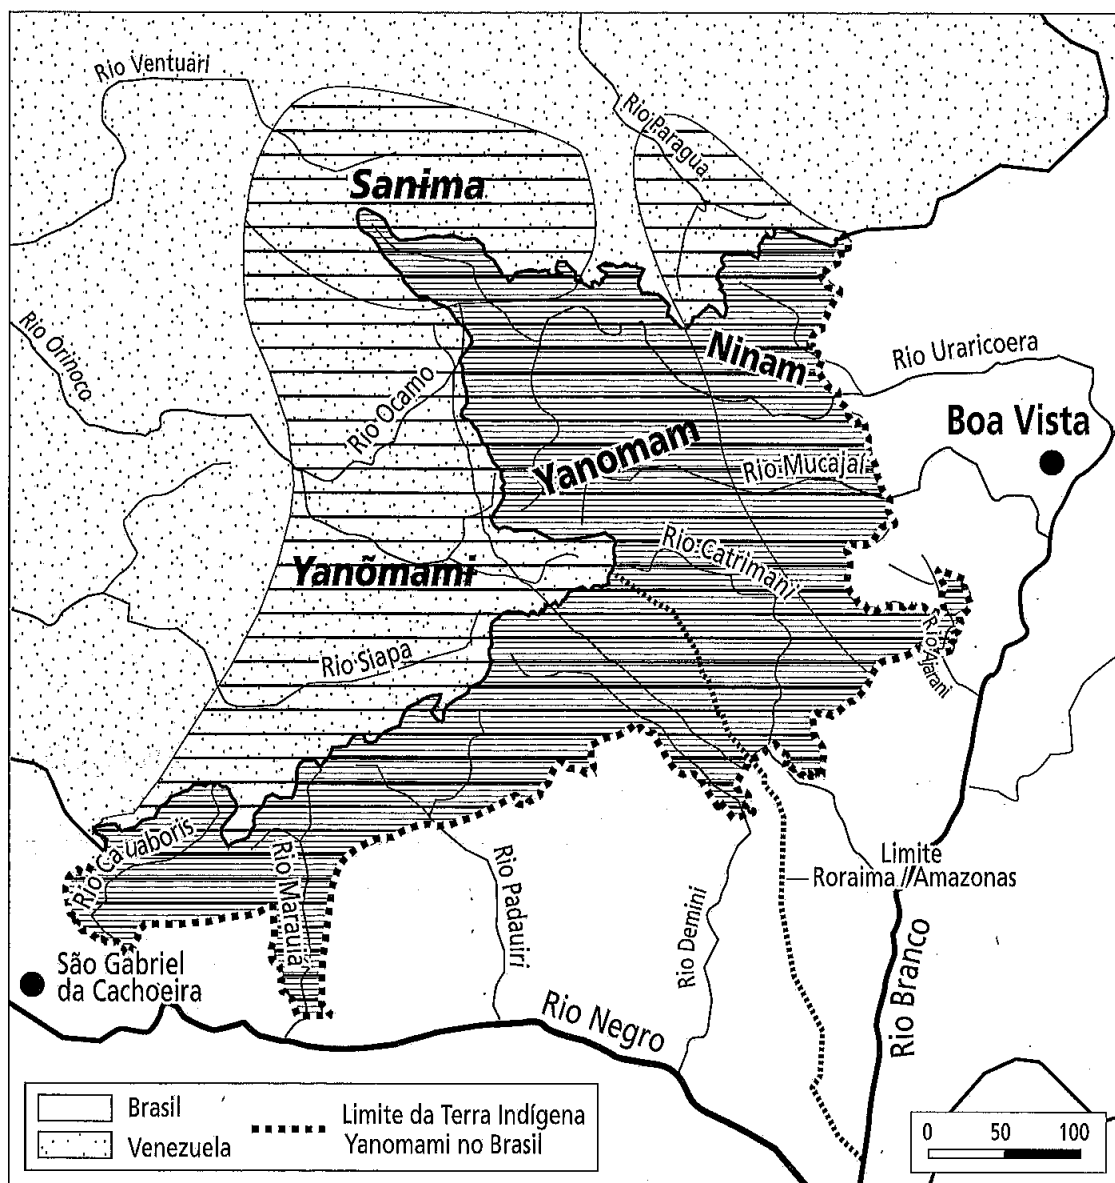 Rio Ventuari
Rio Paragua
Sanima
Rio Orinoco
Ninam
Rio Uraricoera
Rio Ocamo
Boa Vista
Yanomam
Rio Mucajaí
Rio Catrimani
Yanõmami
Rio Ajarani
Rio Siapa
Rio Cauaboris
Rio Marauiá
Rio Padauiri
Rio Demini
Limite
Roraima / Amazonas
São Gabriel
da Cachoeira
Rio Negro
Rio Branco
Brasil
Venezuela
Limite da Terra Indígena
Yanomami no Brasil
0 50 100